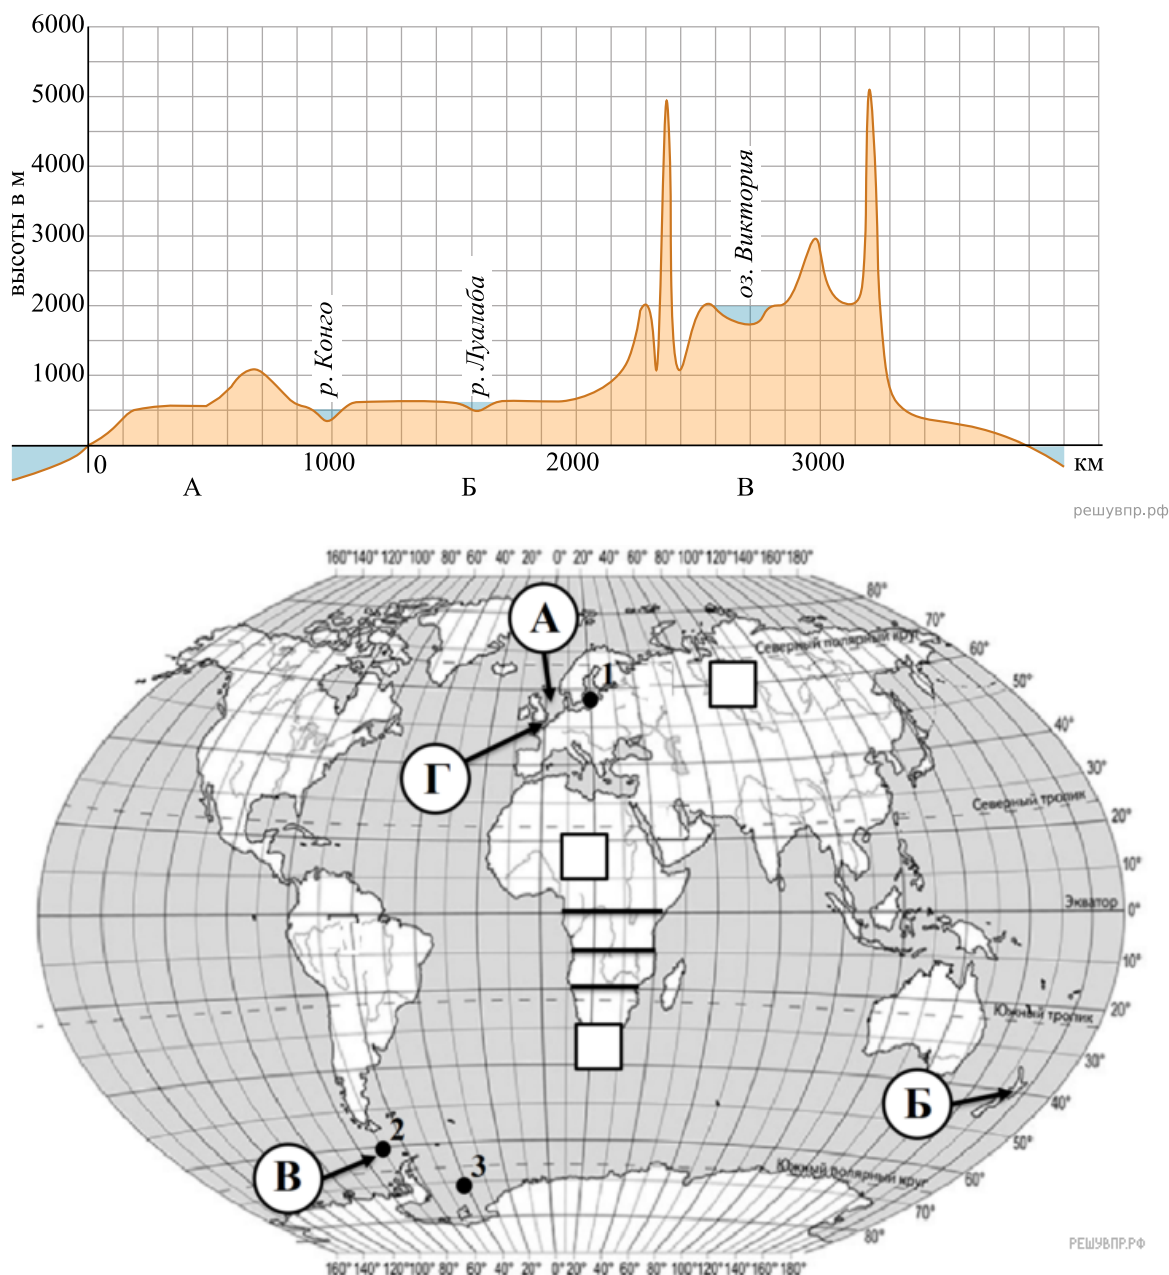 6000
5000
4000
3000
2000
1000
высоты в м
р. Конго
р. Луалаба
оз. Виктория
0 1000 2000 3000 км
А Б В
решувпр.рф
160° 140° 120° 100° 80° 60° 40° 20° 0° 20° 40° 60° 80° 100° 120° 140° 160° 180°
80°
70°
Северный полярный круг
60°
50°
40°
30°
Северный тропик
20°
10°
Экватор
0°
10°
20°
Южный тропик
30°
40°
50°
Южный полярный круг
60°
70°
80°
А
1
Г
Б
2
В
3
РЕШУВПР.РФ
160° 140° 120° 100° 80° 60° 40° 20° 0° 20° 40° 60° 80° 100° 120° 140° 160° 180°